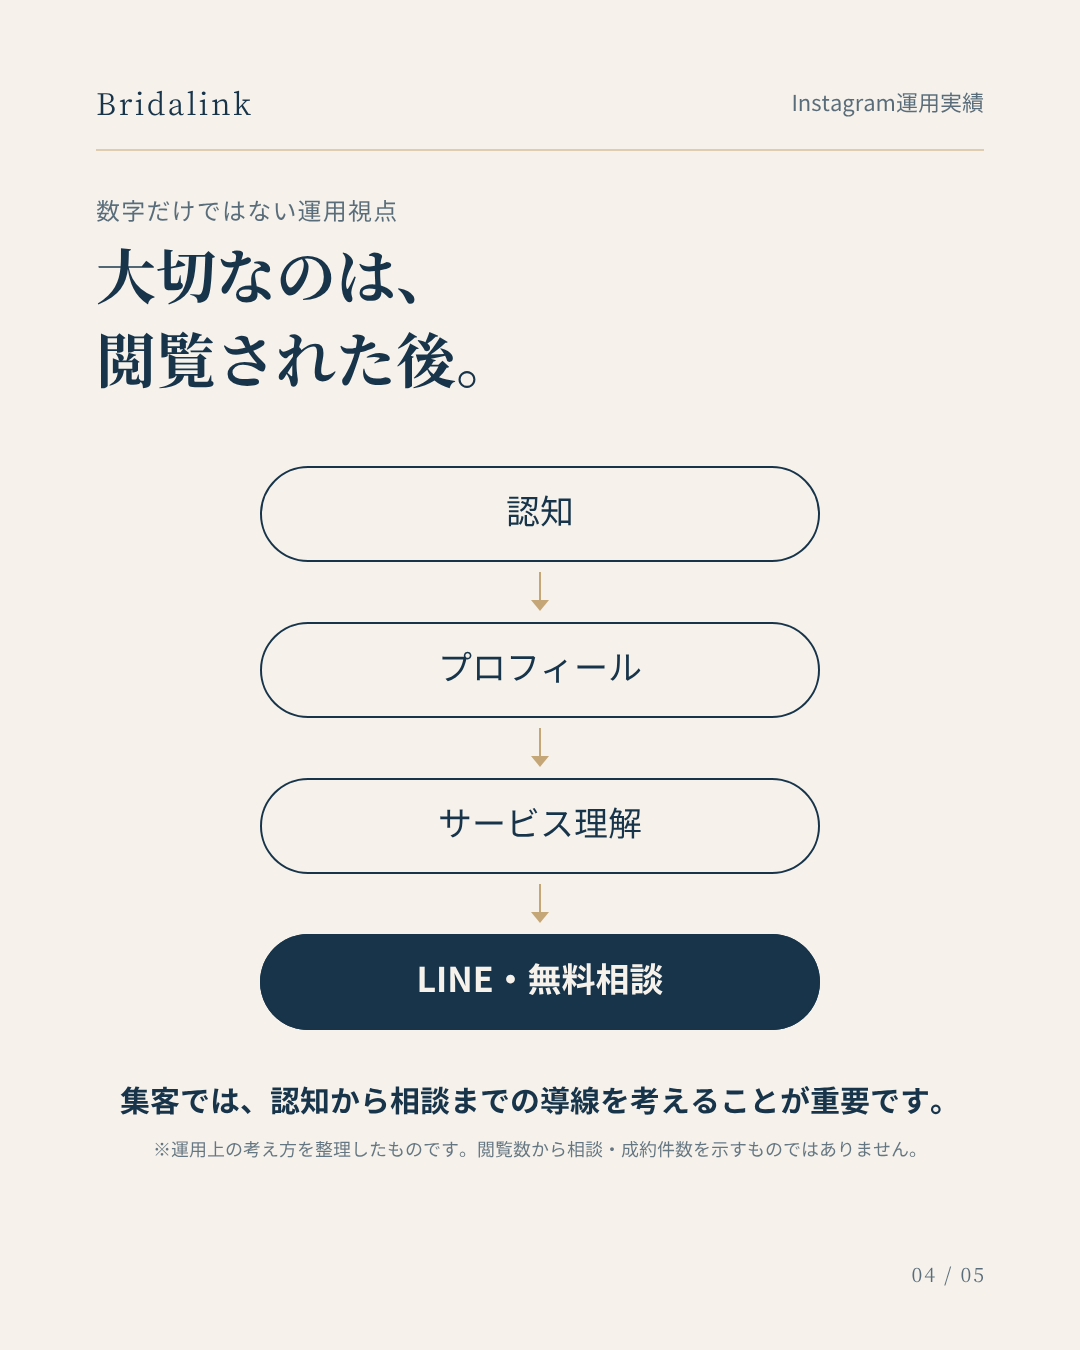 Bridalink
Instagram運用実績
数字だけではない運用視点
大切なのは、
閲覧された後。
認知
プロフィール
サービス理解
LINE・無料相談
集客では、認知から相談までの導線を考えることが重要です。
※運用上の考え方を整理したものです。閲覧数から相談・成約件数を示すものではありません。
04 / 05